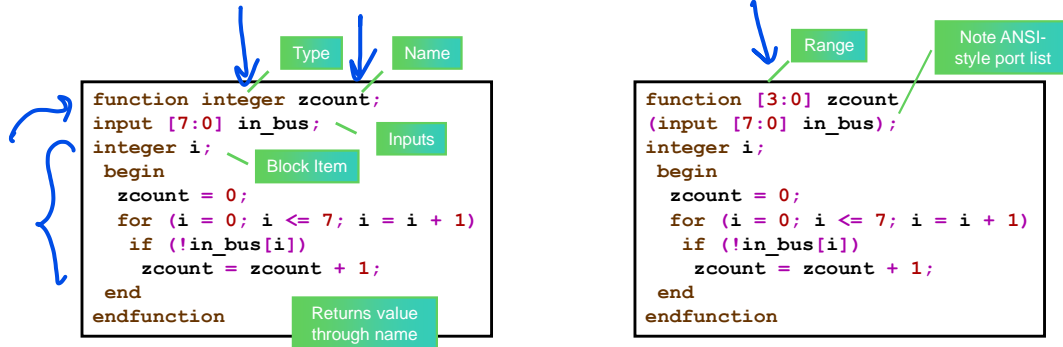 Type
Name
function integer zcount;
input [7:0] in_bus;
Inputs
integer i;
Block Item
begin
zcount = 0;
for (i = 0; i <= 7; i = i + 1)
if (!in_bus[i])
zcount = zcount + 1;
end
endfunction
Returns value
through name
Range
Note ANSI-
style port list
function [3:0] zcount
(input [7:0] in_bus);
integer i;
begin
zcount = 0;
for (i = 0; i <= 7; i = i + 1)
if (!in_bus[i])
zcount = zcount + 1;
end
endfunction